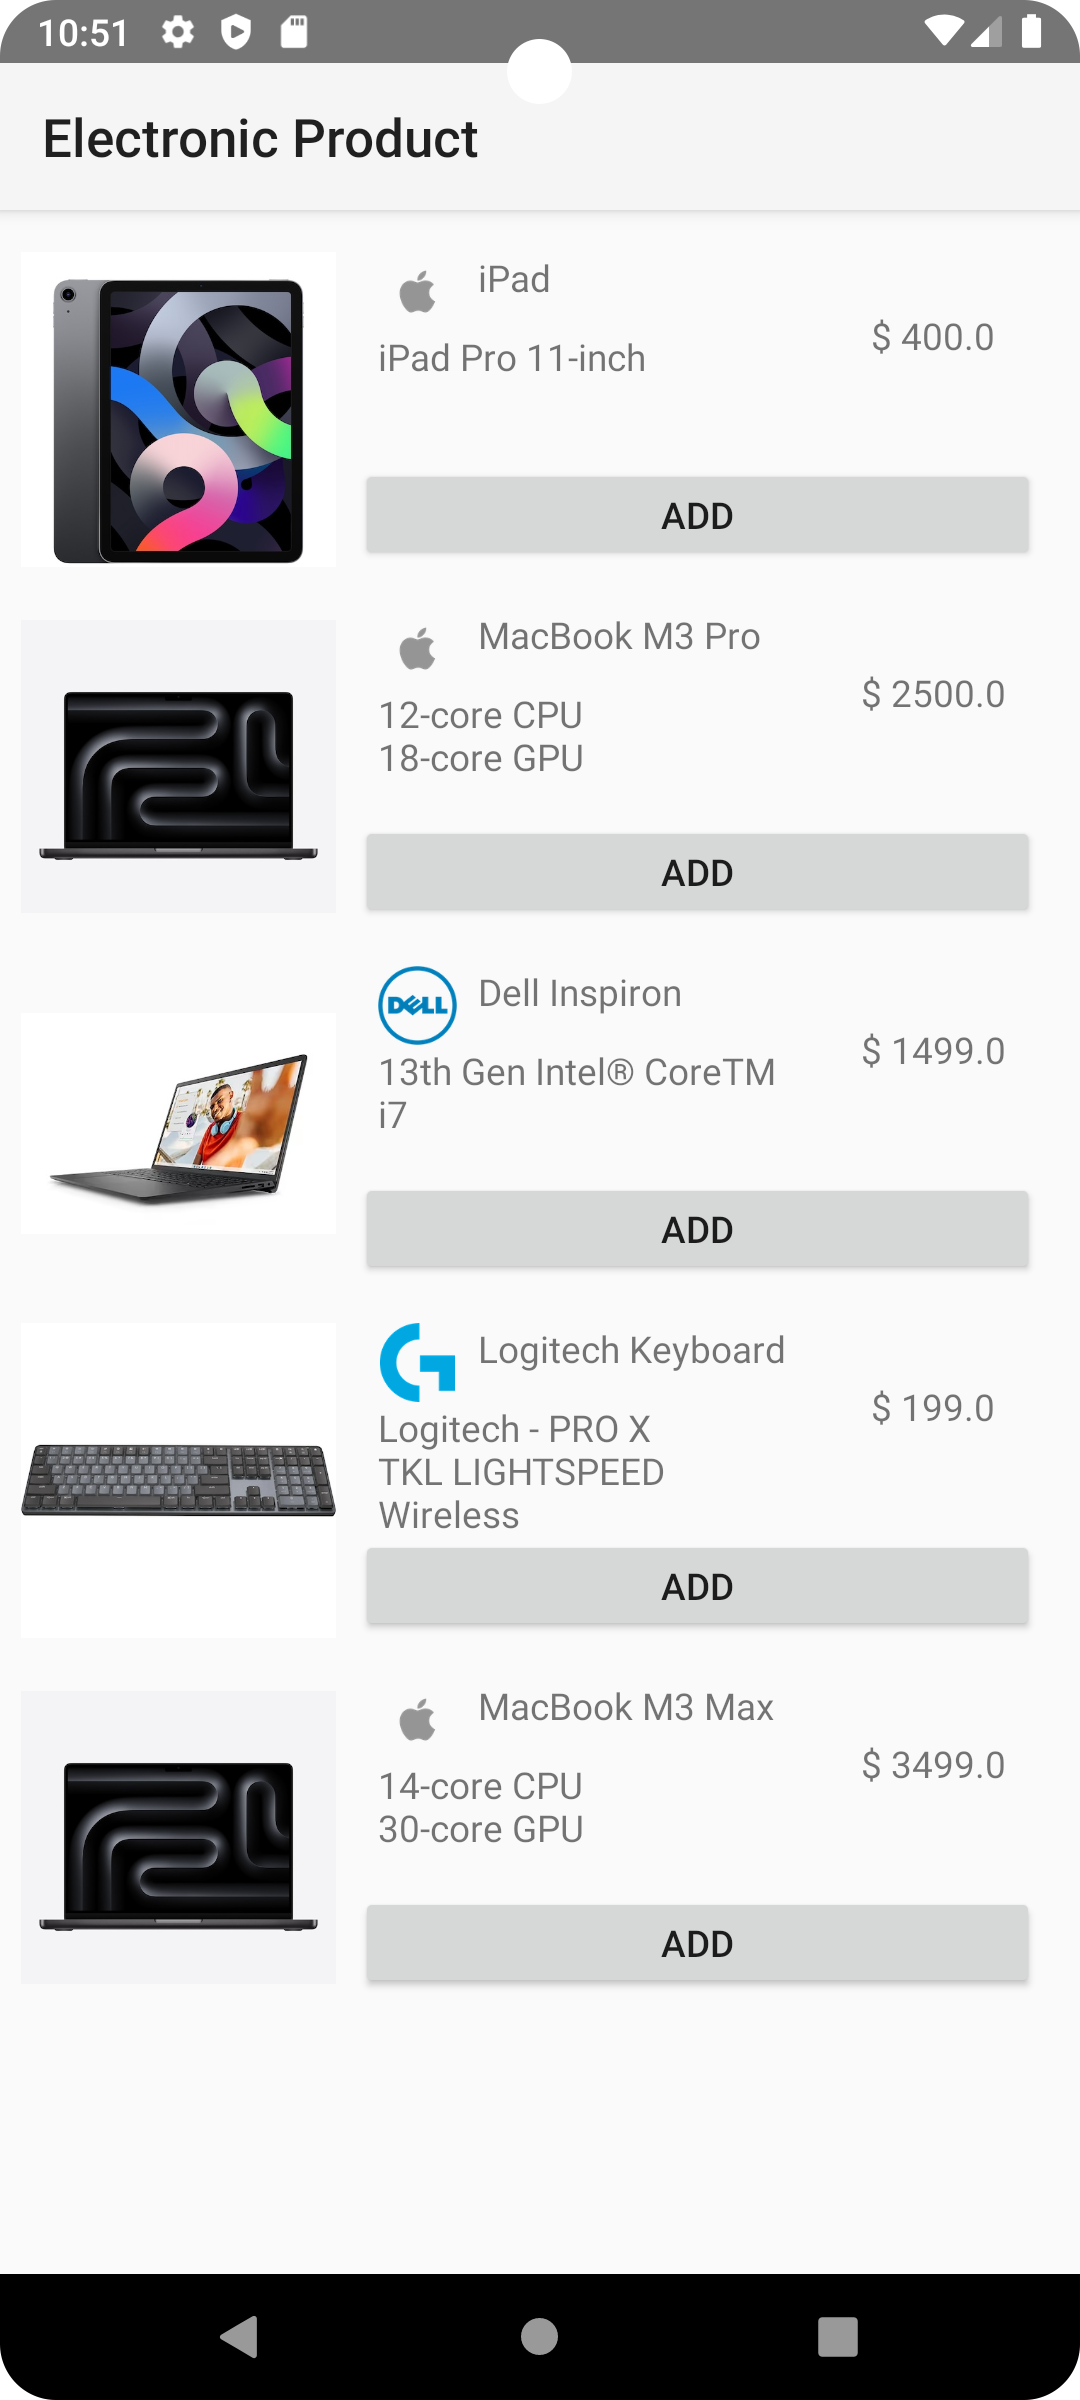 10:51
Electronic Product
iPad
$ 400.0
iPad Pro 11-inch
ADD
MacBook M3 Pro
$ 2500.0
12-core CPU
18-core GPU
ADD
DELL
Dell Inspiron
$ 1499.0
13th Gen Intel® CoreTM
i7
ADD
Logitech Keyboard
$ 199.0
Logitech - PRO X
TKL LIGHTSPEED
Wireless
ADD
MacBook M3 Max
$ 3499.0
14-core CPU
30-core GPU
ADD